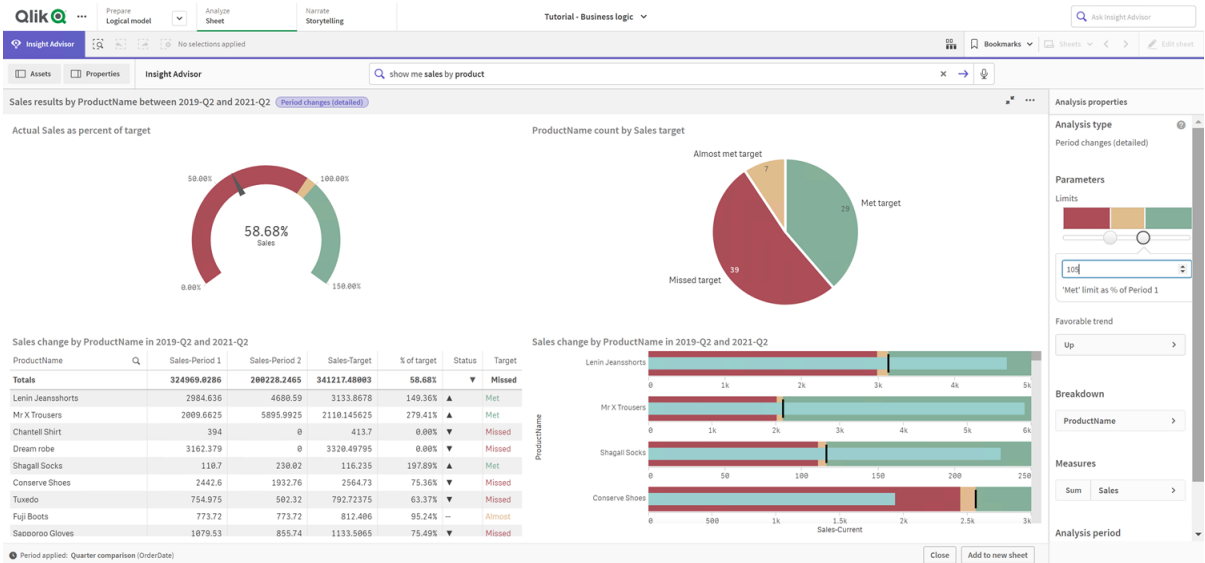 Qlik
Prepare
Logical model
Analyze
Sheet
Narrate
Storytelling
Tutorial - Business logic
Ask Insight Advisor
Insight Advisor
No selections applied
Bookmarks
Sheets
Edit sheet
Assets
Properties
Insight Advisor
show me sales by product
Sales results by ProductName between 2019-Q2 and 2021-Q2
Period changes (detailed)
Analysis properties
Actual Sales as percent of target
50.00%
100.00%
58.68%
Sales
0.00%
150.00%
ProductName count by Sales target
Almost met target
7
29
Met target
39
Missed target
Analysis type
Period changes (detailed)
Parameters
Limits
105
'Met' limit as % of Period 1
Favorable trend
Up
Breakdown
ProductName
Measures
Sum Sales
Analysis period
Sales change by ProductName in 2019-Q2 and 2021-Q2
ProductName Sales-Period 1 Sales-Period 2 Sales-Target % of target Status Target
Totals 324969.0286 200228.2465 341217.48003 58.68% ▼ Missed
Lenin Jeansshorts 2984.636 4680.59 3133.8678 149.36% ▲ Met
Mr X Trousers 2009.6625 5895.9925 2110.145625 279.41% ▲ Met
Chantell Shirt 394 0 413.7 0.00% ▼ Missed
Dream robe 3162.379 0 3320.49795 0.00% ▼ Missed
Shagall Socks 110.7 230.02 116.235 197.89% ▲ Met
Conserve Shoes 2442.6 1932.76 2564.73 75.36% ▼ Missed
Tuxedo 754.975 502.32 792.72375 63.37% ▼ Missed
Fuji Boots 773.72 773.72 812.406 95.24% – Almost
Sapporoo Gloves 1079.53 855.74 1133.5065 75.49% ▼ Missed
Sales change by ProductName in 2019-Q2 and 2021-Q2
ProductName
Lenin Jeansshorts
0 1k 2k 3k 4k 5k
Mr X Trousers
0 1k 2k 3k 4k 5k 6k
Shagall Socks
0 50 100 150 200 250
Conserve Shoes
0 500 1k 1.5k 2k 2.5k 3k
Sales-Current
Period applied: Quarter comparison (OrderDate)
Close
Add to new sheet